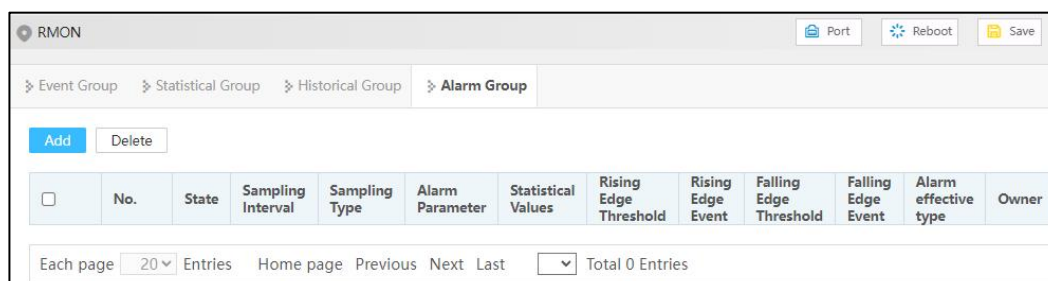 RMON Port Reboot Save
Event Group Statistical Group Historical Group Alarm Group
Add Delete
No. State Sampling Interval Sampling Type Alarm Parameter Statistical Values Rising Edge Threshold Rising Edge Event Falling Edge Threshold Falling Edge Event Alarm effective type Owner
Each page 20 Entries Home page Previous Next Last Total 0 Entries